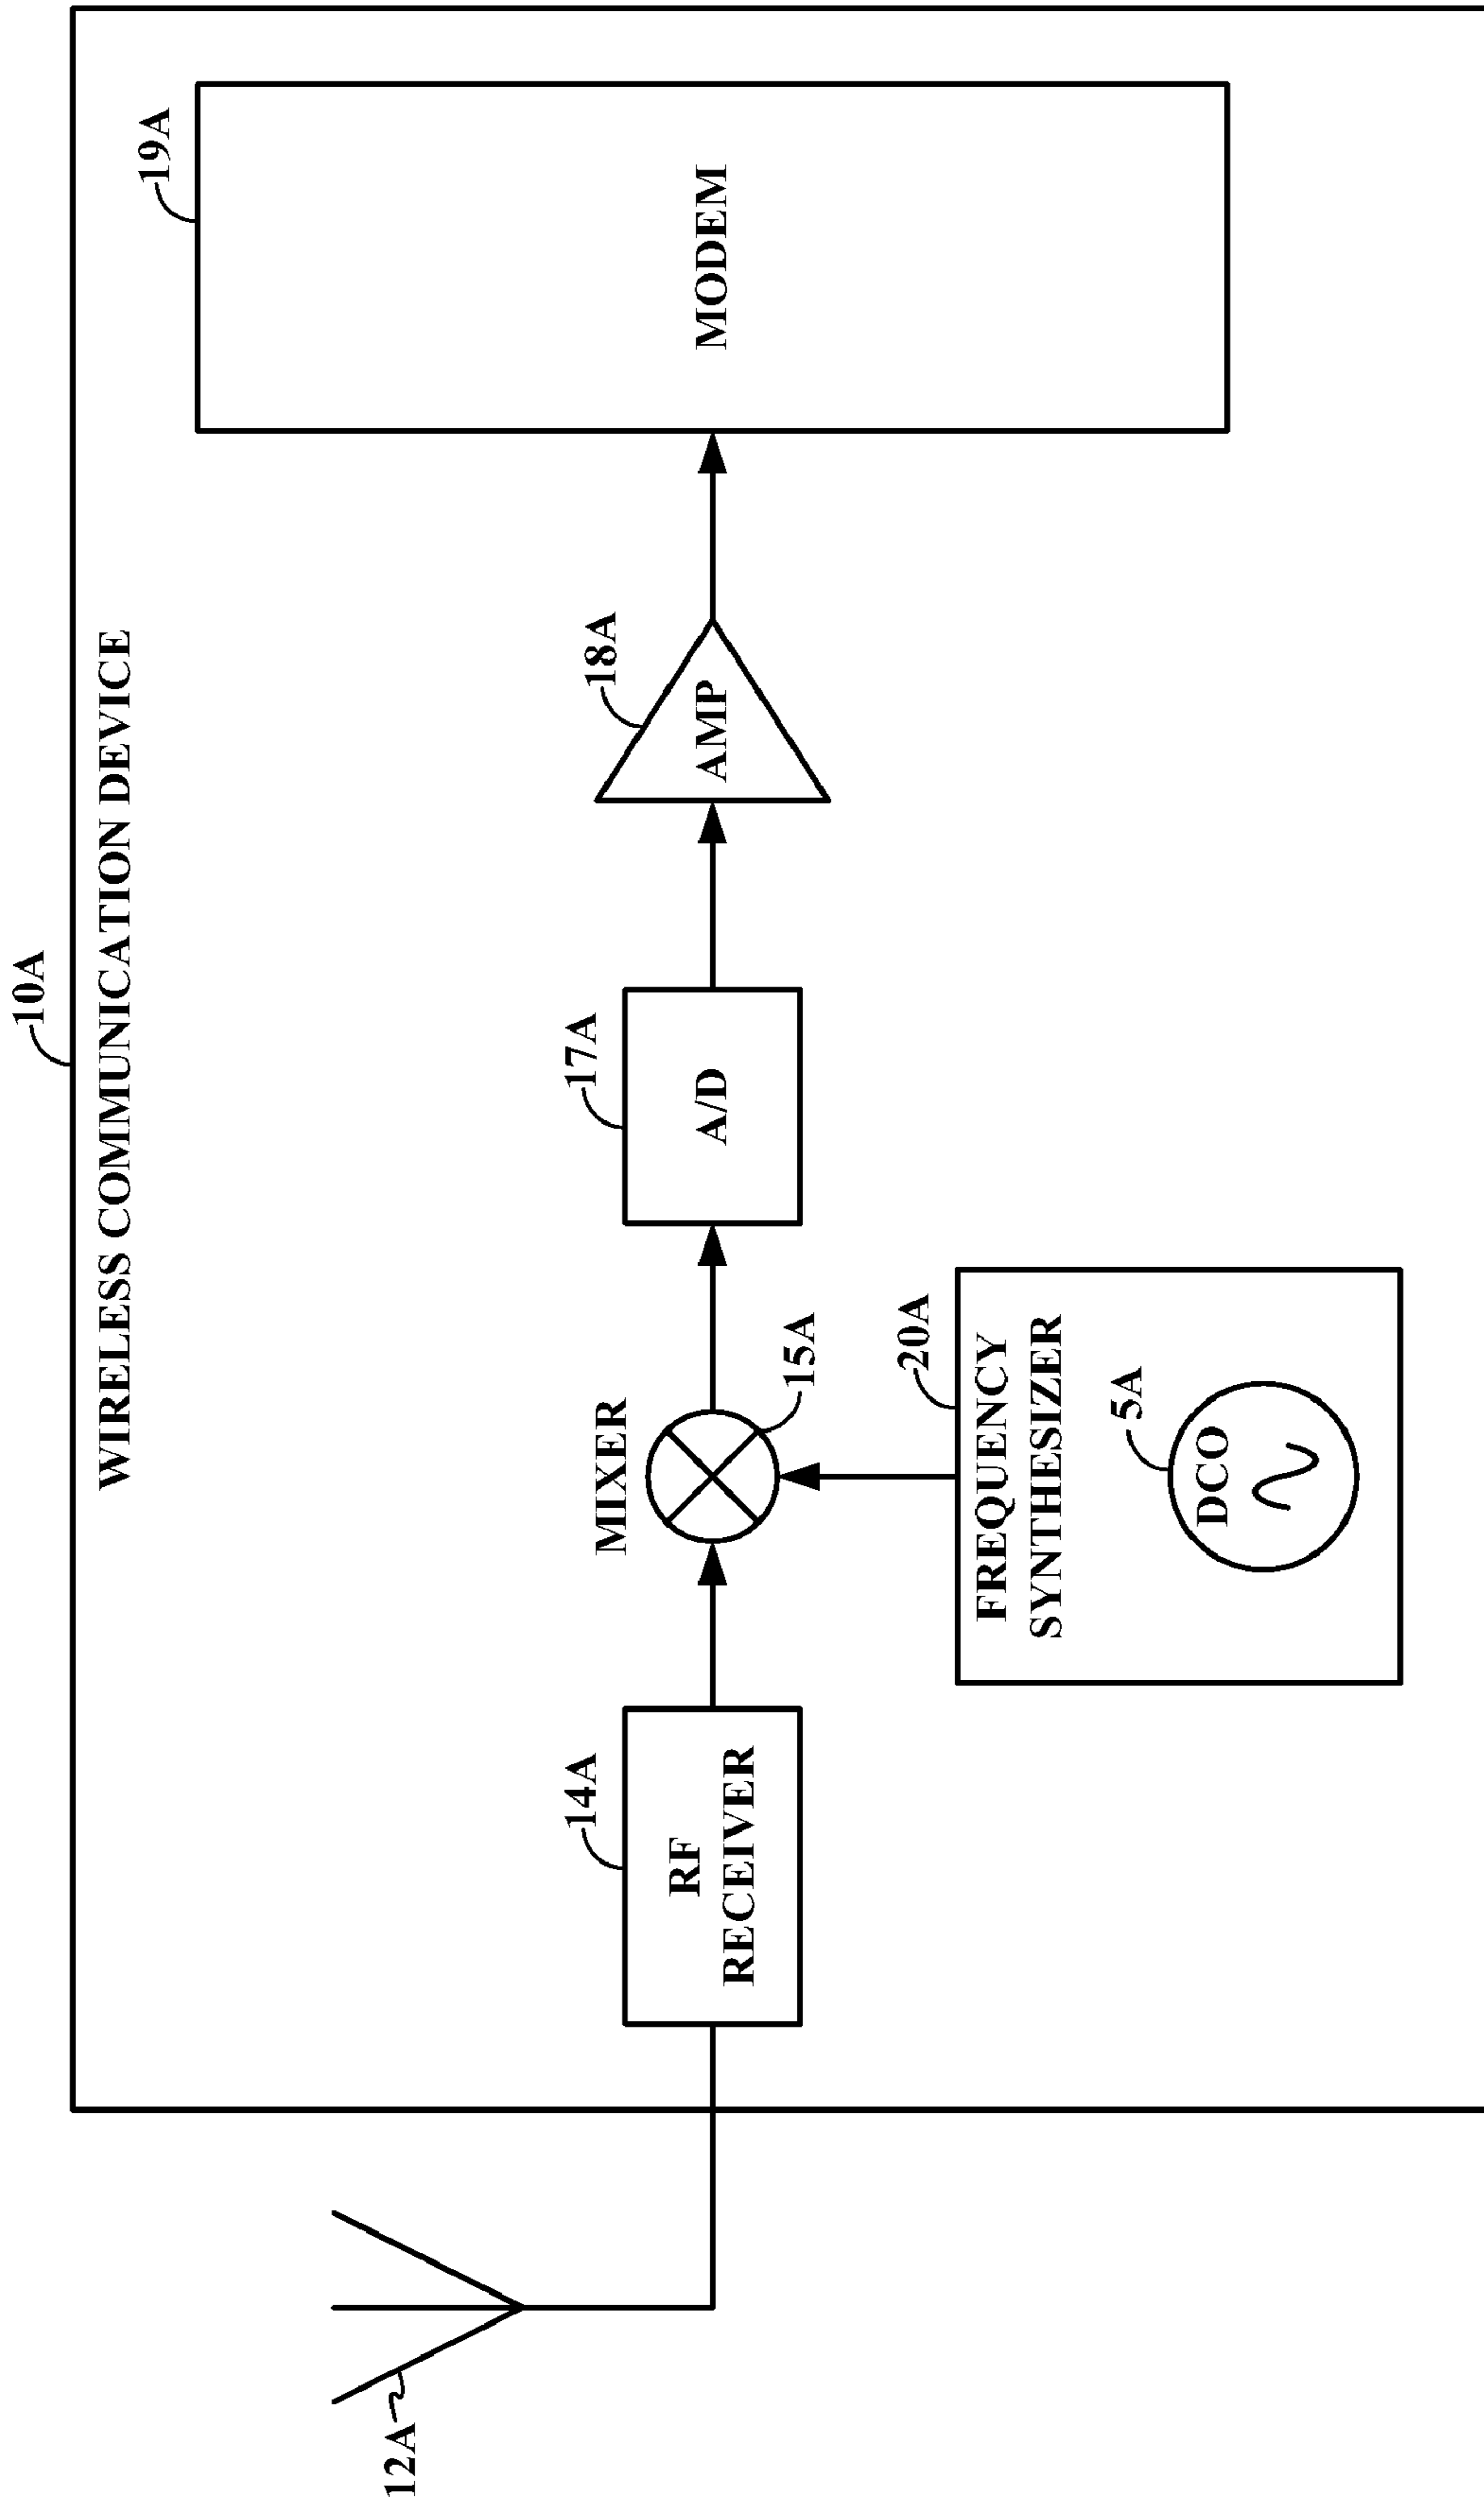 10A
WIRELESS COMMUNICATION DEVICE
19A
12A
14A
MIXER
17A
18A
RF
RECEIVER
A/D
AMP
MODEM
15A
20A
FREQUENCY
SYNTHESIZER
5A
DCO